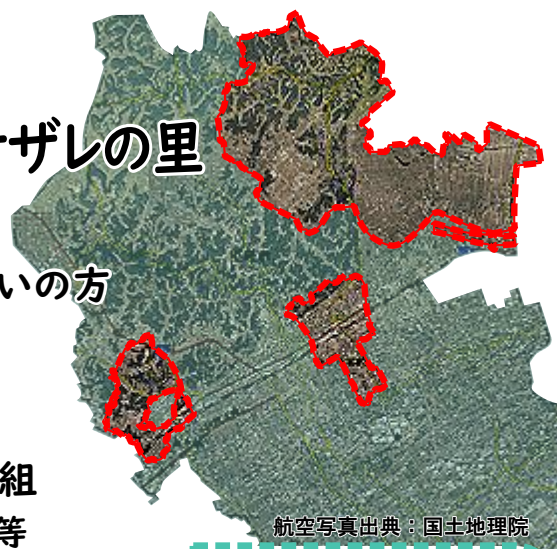 ザレの里
いの方
組
等
航空写真出典：国土地理院